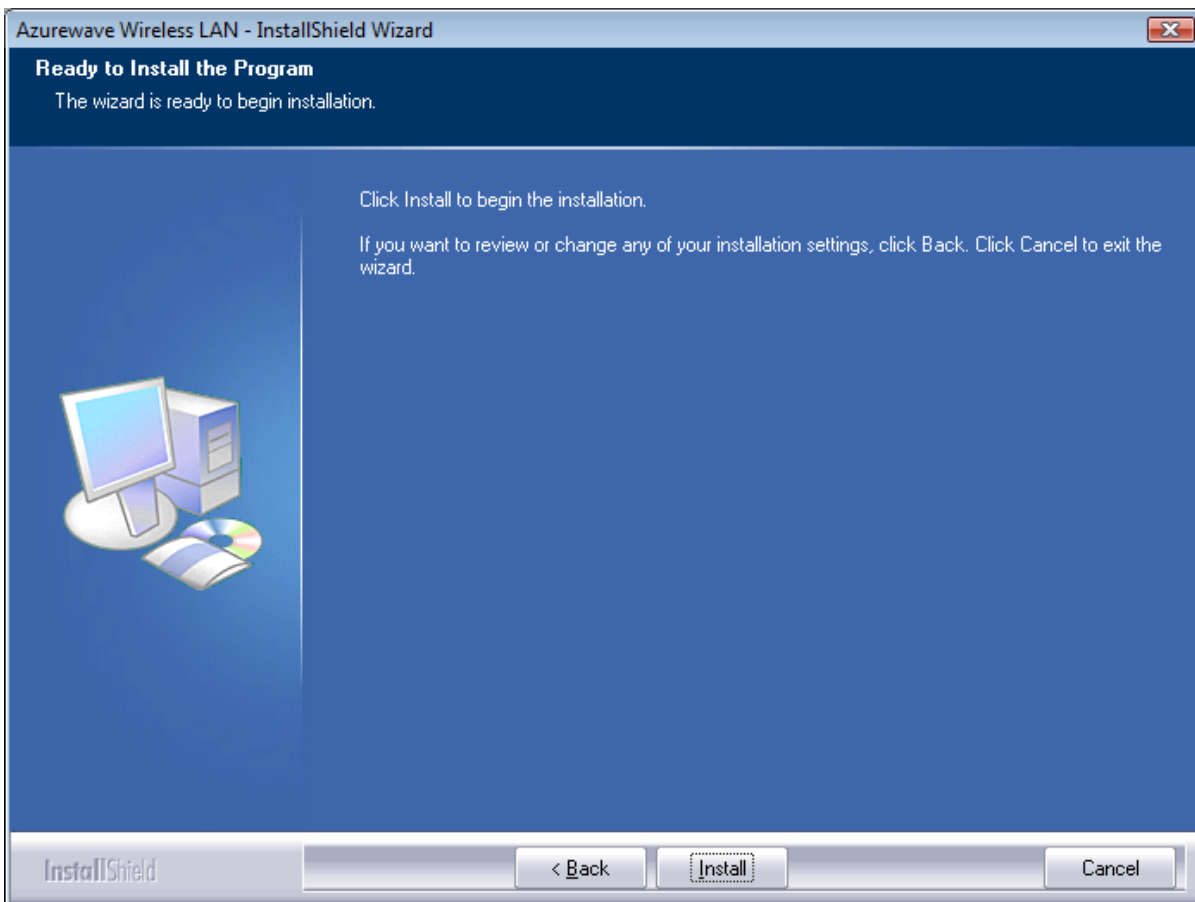 Azurewave Wireless LAN - InstallShield Wizard
Ready to Install the Program
The wizard is ready to begin installation.
Click Install to begin the installation.
If you want to review or change any of your installation settings, click Back. Click Cancel to exit the
wizard.
InstallShield
< Back
Install
Cancel